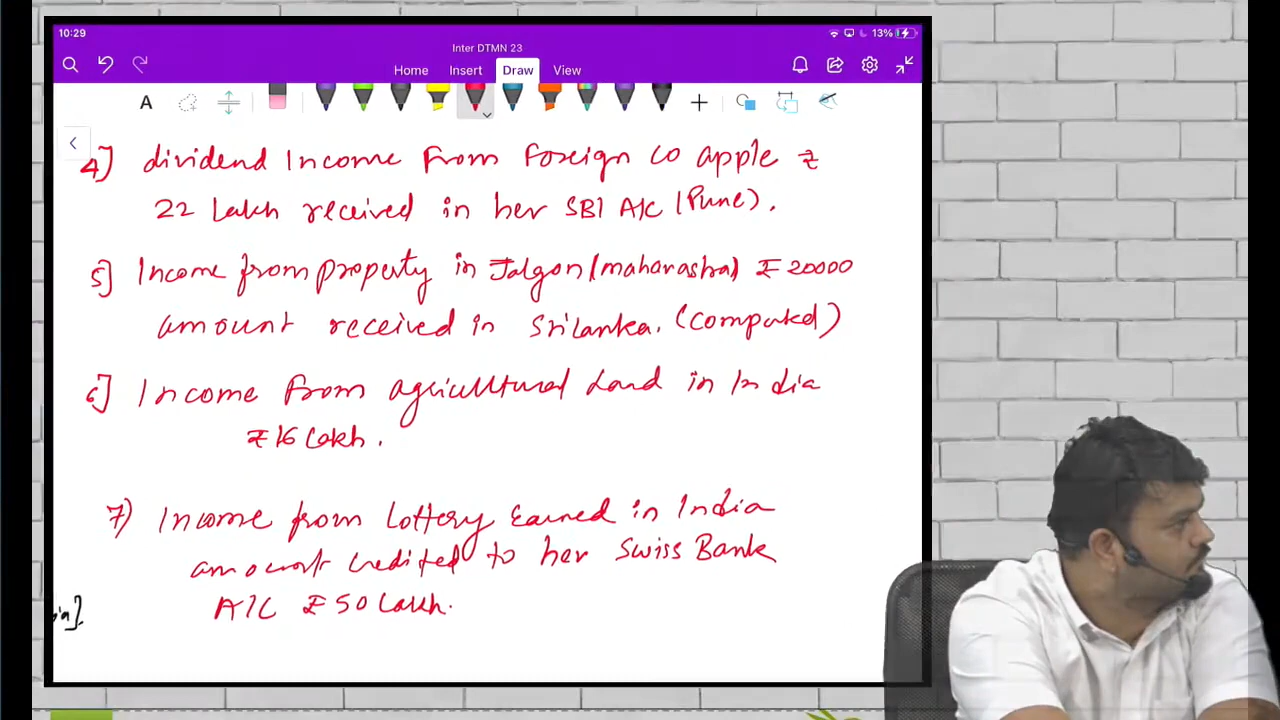 10:29
13%
Inter DTMN 23
Home Insert Draw View
A
4] dividend Income From Foreign Co apple ₹
22 Lakh received in her SBI A/C (Pune).
5] Income from property in Jalgon (maharastra) ₹ 20000
amount received in Srilanka. (Computed)
6] Income From agricultural Land in India
₹ 16 Lakh.
7) Income from Lottery Earned in India
amount credited to her Swiss Bank
A/C ₹ 50 Lakh.